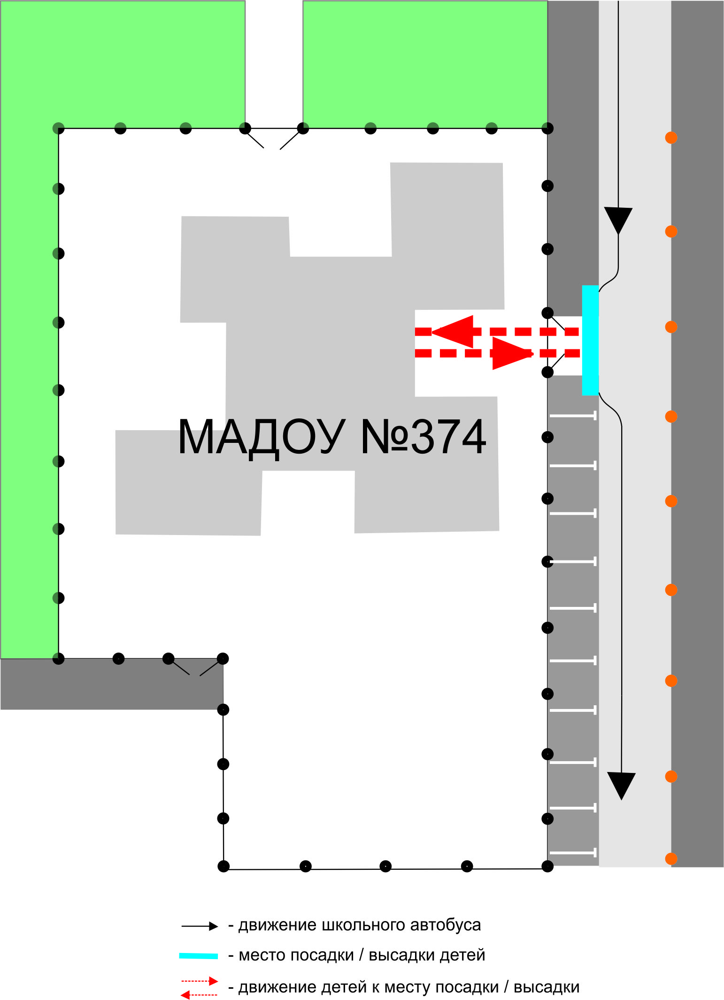 МАДОУ №374
- движение школьного автобуса
- место посадки / высадки детей
- движение детей к месту посадки / высадки